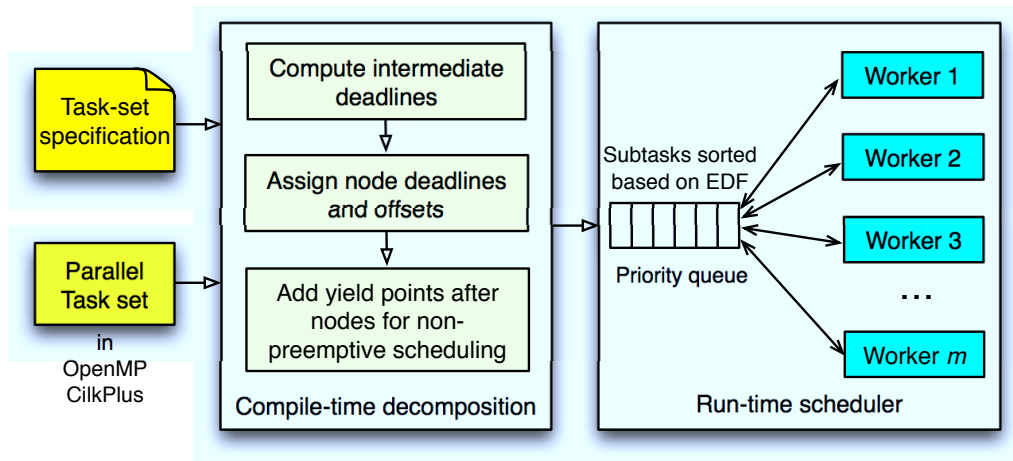 Task-set
specification
Parallel
Task set
in
OpenMP
CilkPlus
Compute intermediate
deadlines
Assign node deadlines
and offsets
Add yield points after
nodes for non-
preemptive scheduling
Compile-time decomposition
Subtasks sorted
based on EDF
Priority queue
Worker 1
Worker 2
Worker 3
...
Worker m
Run-time scheduler